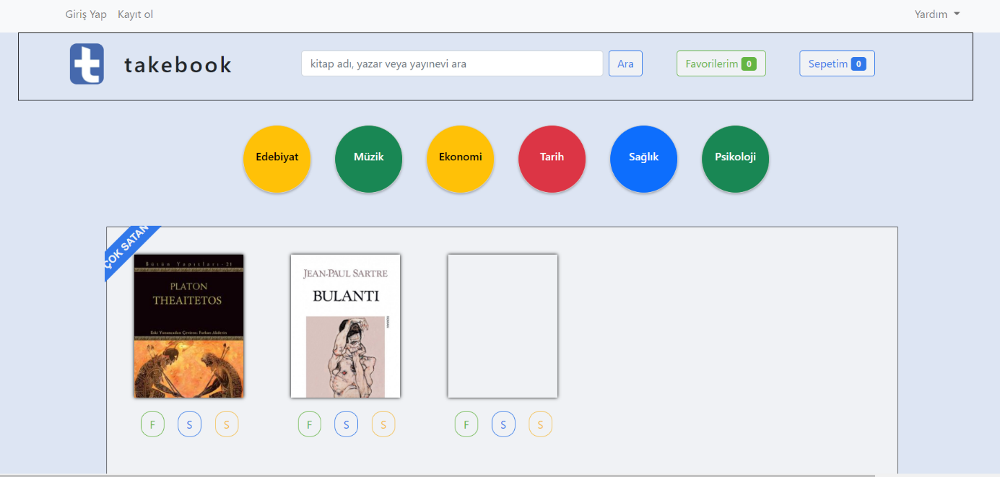 Giriş Yap Kayıt ol Yardım
t takebook kitap adı, yazar veya yayınevi ara Ara Favorilerim 0 Sepetim 0
Edebiyat Müzik Ekonomi Tarih Sağlık Psikoloji
ÇOK SATAN
Bütün Yapıtları - 21
PLATON
THEAITETOS
Eski Yunancadan Çeviren: Furkan Akderin
JEAN-PAUL SARTRE
BULANTI
F S S F S S F S S